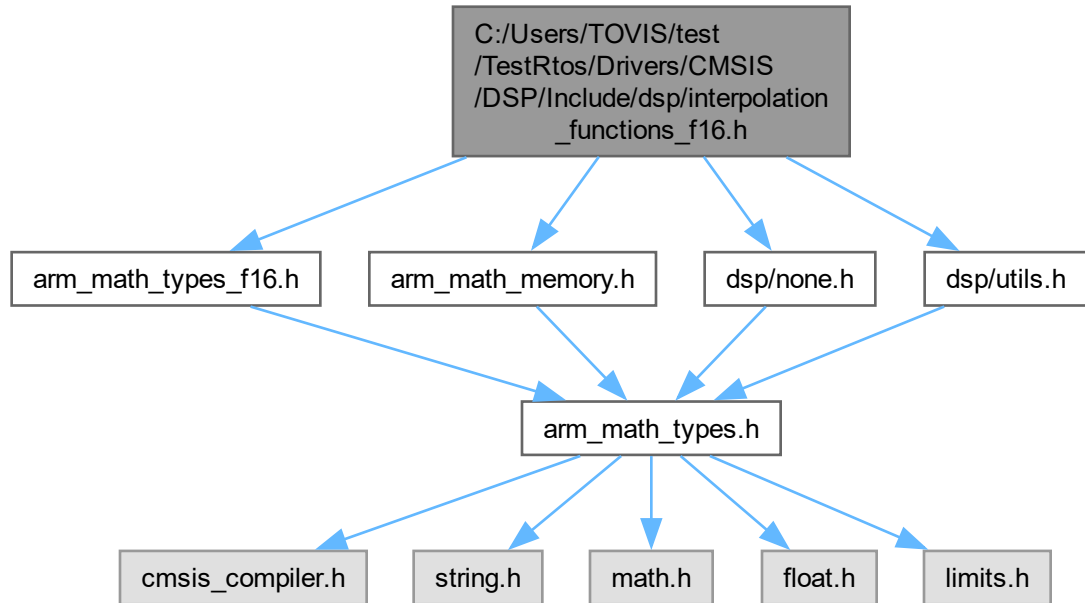 C:/Users/TOVIS/test
/TestRtos/Drivers/CMSIS
/DSP/Include/dsp/interpolation
_functions_f16.h
arm_math_types_f16.h
arm_math_memory.h
dsp/none.h
dsp/utils.h
arm_math_types.h
cmsis_compiler.h
string.h
math.h
float.h
limits.h